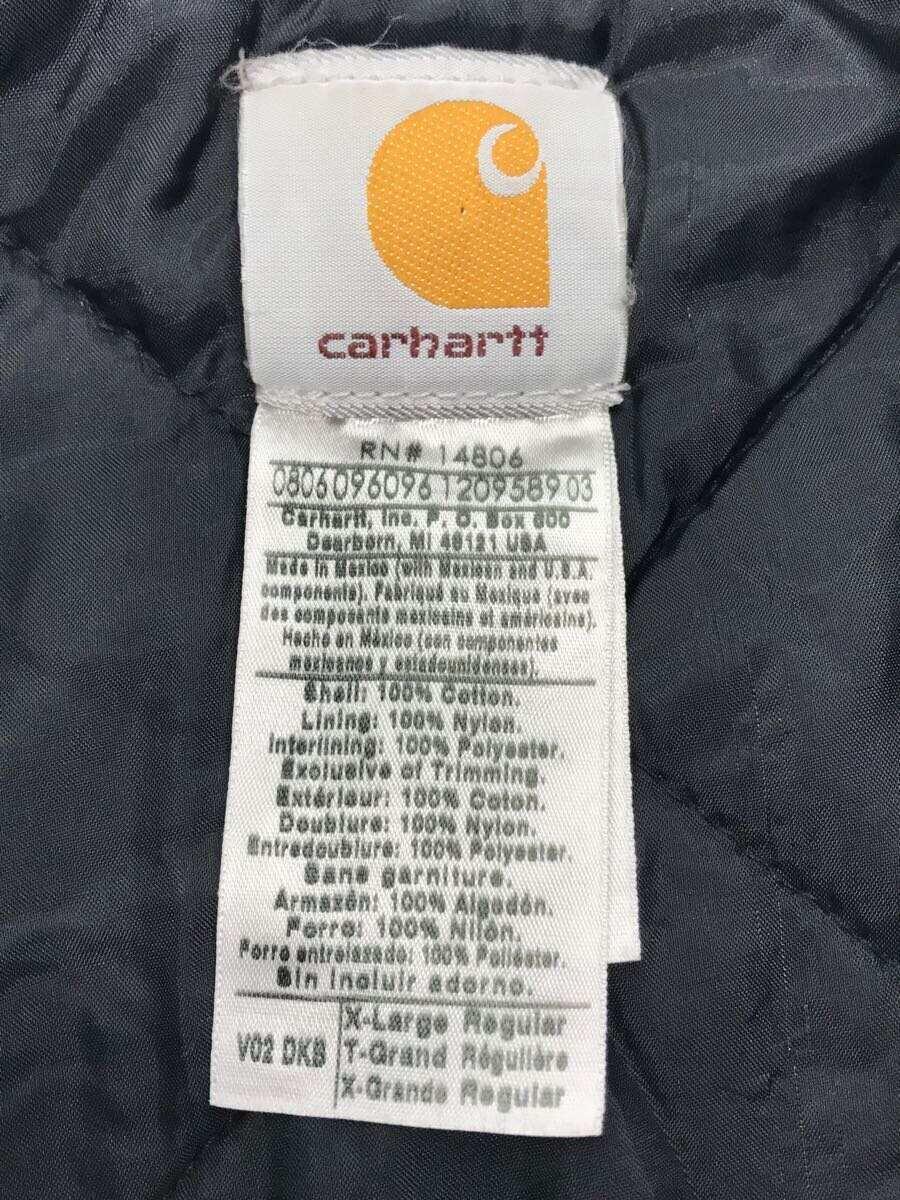 carhartt
RN# 14806
0806096096 1209589 03
Carhartt, Inc. P. O. Box 600
Dearborn, MI 48121 USA
Made in Mexico (with Mexican and U.S.A.
components). Fabriqué au Mexique (avec
des composants mexicains et américains).
Hecho en México (con componentes
mexicanos y estadounidenses).
Shell: 100% Cotton.
Lining: 100% Nylon.
Interlining: 100% Polyester.
Exclusive of Trimming.
Extérieur: 100% Coton.
Doublure: 100% Nylon.
Entredoublure: 100% Polyester.
Sans garniture.
Armazón: 100% Algodón.
Forro: 100% Nilón.
Forro entrelazado: 100% Poliéster.
Sin incluir adorno.
X-Large Regular
V02 DKB T-Grand Régulière
X-Grande Regular